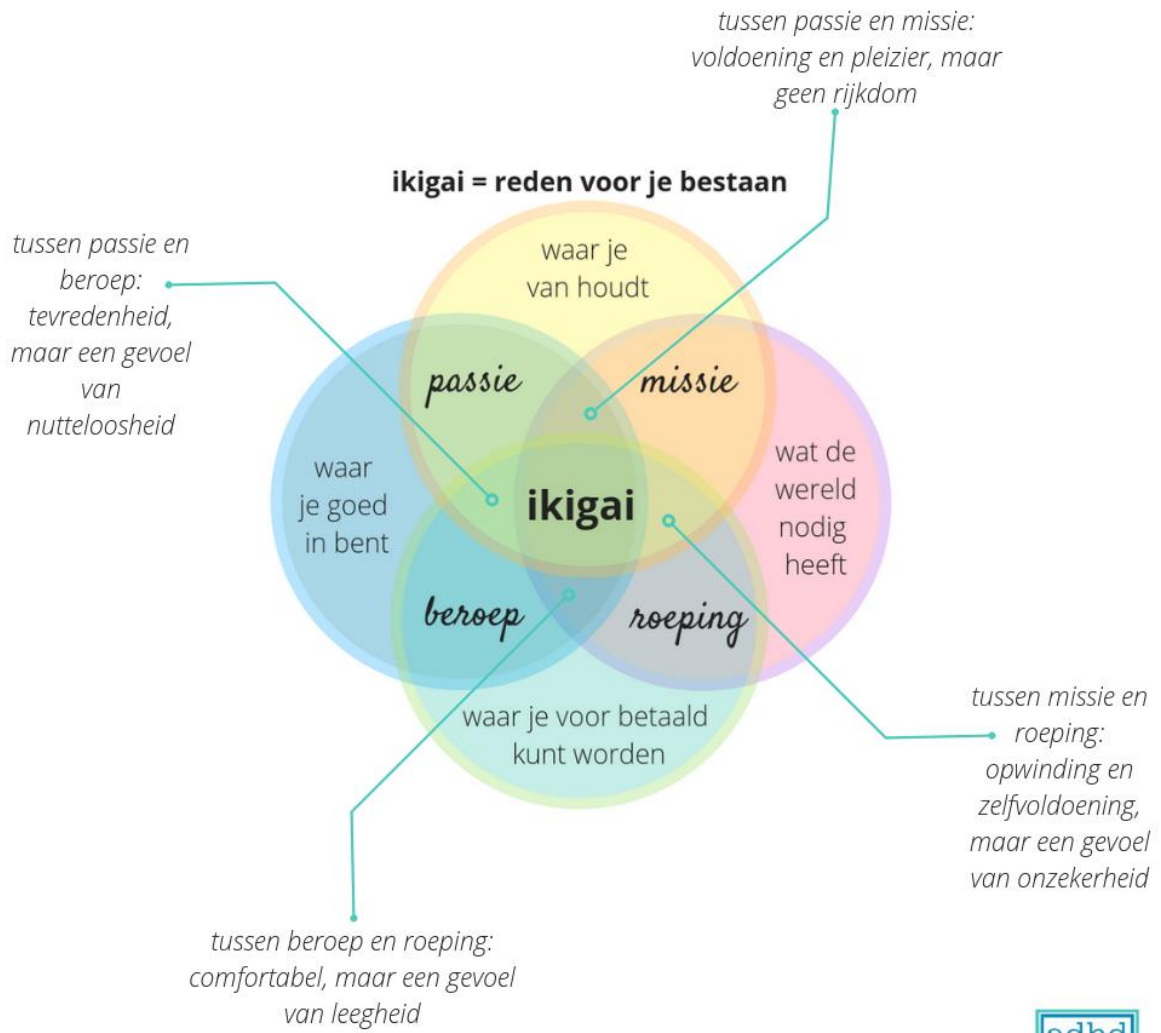 tussen passie en missie:
voldoening en pleizier, maar
geen rijkdom
ikigai = reden voor je bestaan
tussen passie en
beroep:
tevredenheid,
maar een gevoel
van
nutteloosheid
waar je
van houdt
passie
missie
waar
je goed
in bent
ikigai
wat de
wereld
nodig
heeft
beroep
roeping
waar je voor betaald
kunt worden
tussen missie en
roeping:
opwinding en
zelfvoldoening,
maar een gevoel
van onzekerheid
tussen beroep en roeping:
comfortabel, maar een gevoel
van leegheid
adhd